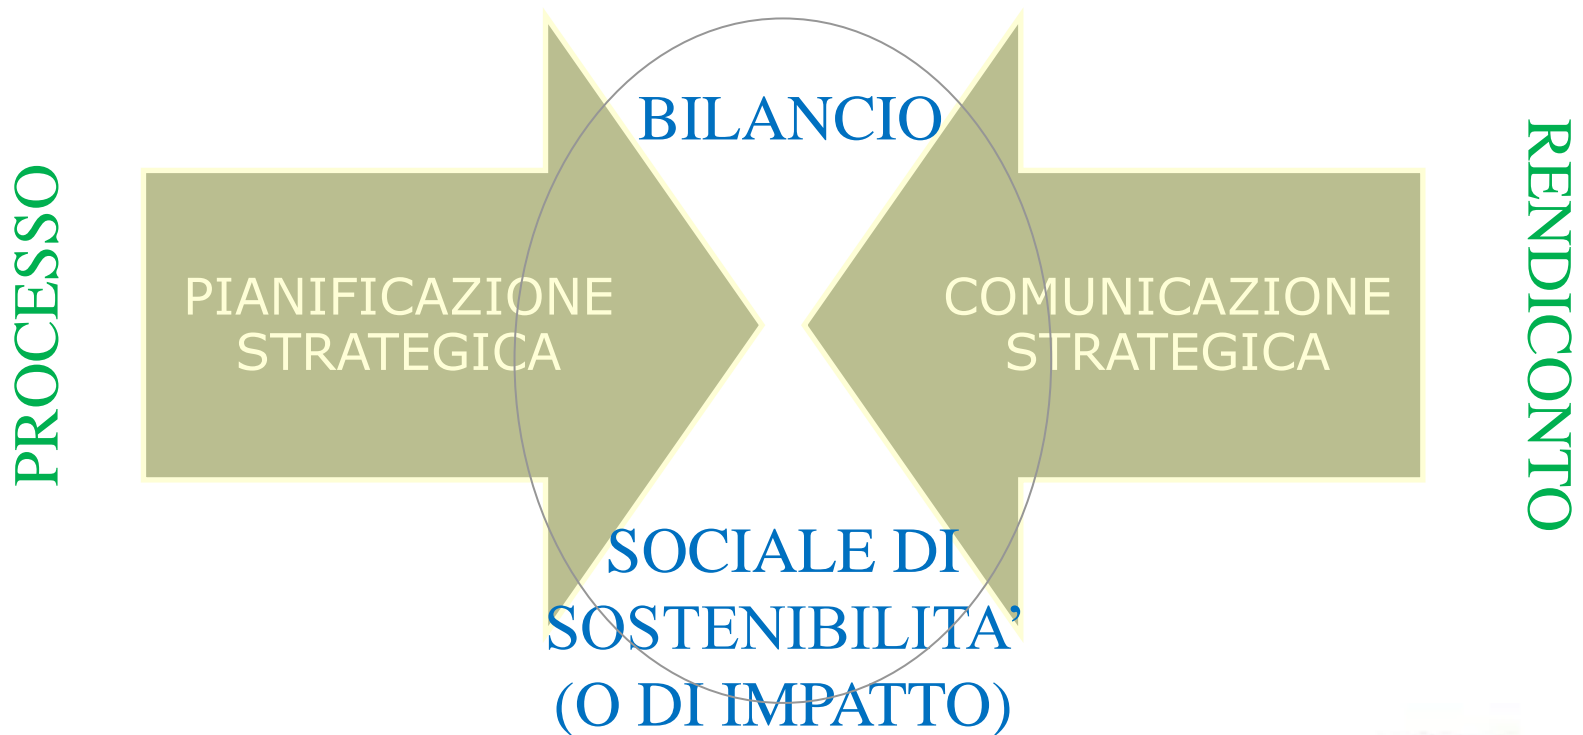 PROCESSO
BILANCIO
PIANIFICAZIONE
STRATEGICA
COMUNICAZIONE
STRATEGICA
SOCIALE DI
SOSTENIBILITA’
(O DI IMPATTO)
RENDICONTO